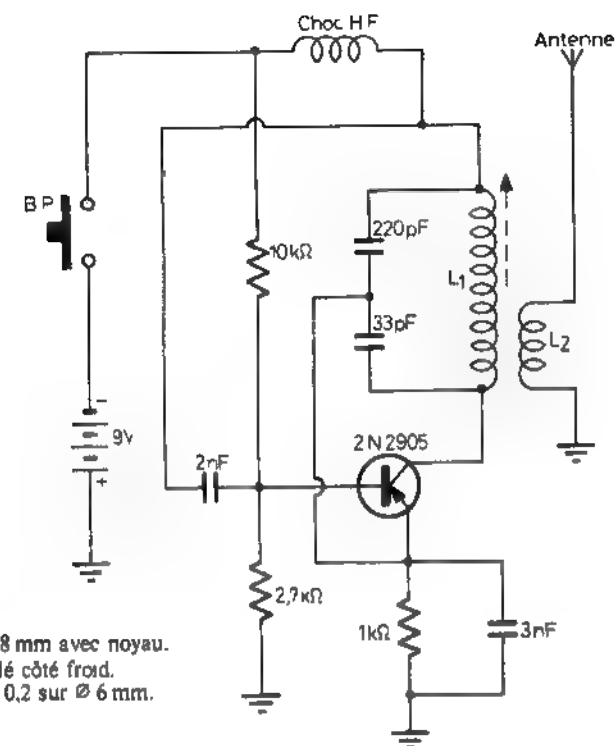 Choc HF
Antenne
BP
10kΩ
220pF
L1
33pF
L2
-
9V
+
2nF
2N2905
2,7kΩ
1kΩ
3nF
8 mm avec noyau.
lé côté froid.
0,2 sur Ø 6 mm.